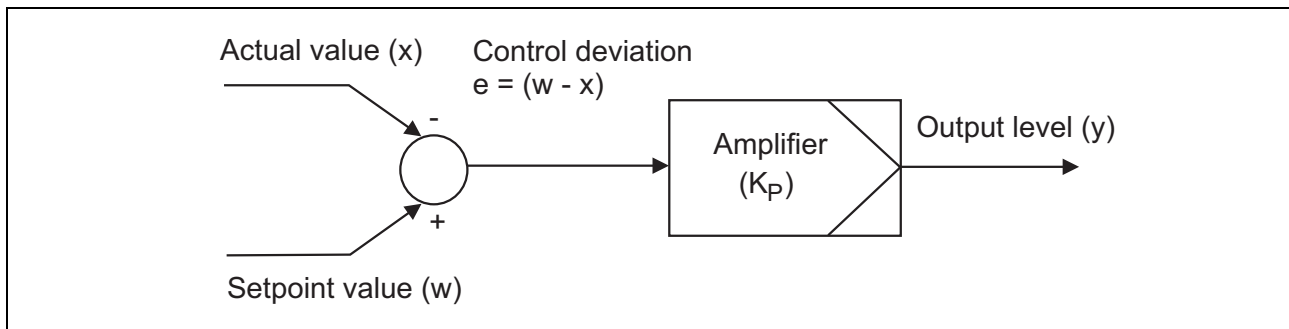 Actual value (x)
Control deviation
e = (w - x)
-
+
Amplifier
(KP)
Output level (y)
Setpoint value (w)